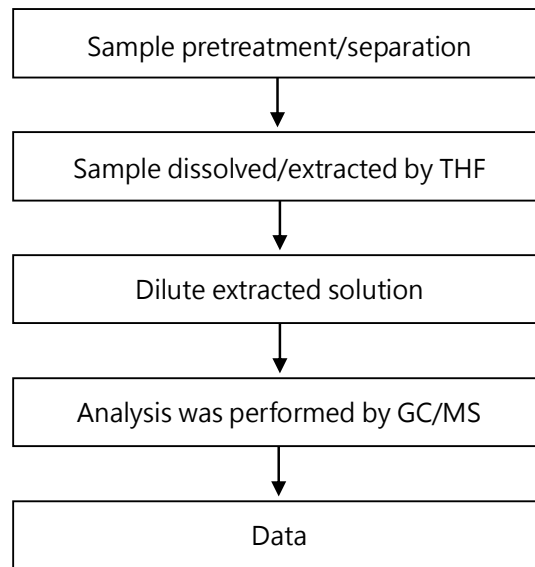 Sample pretreatment/separation
Sample dissolved/extracted by THF
Dilute extracted solution
Analysis was performed by GC/MS
Data